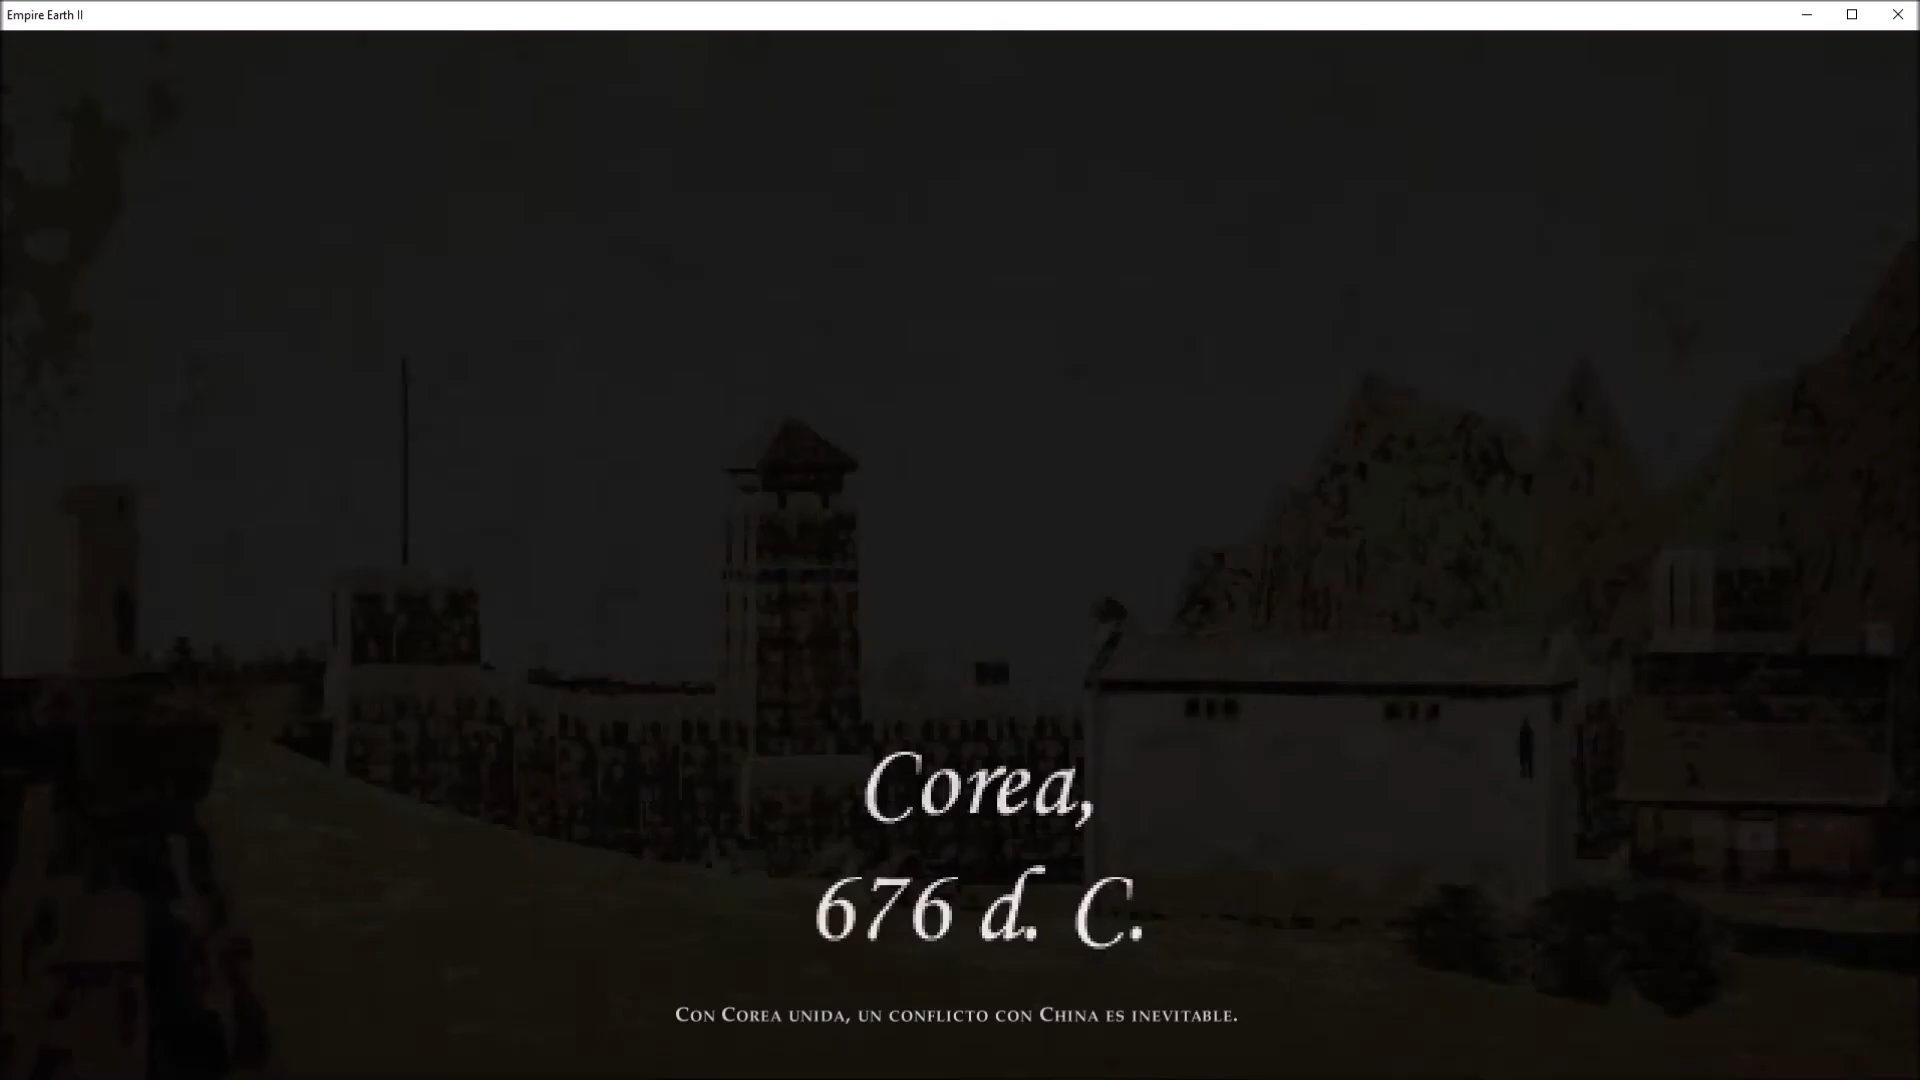 Empire Earth II
Corea,
676 d. C.
Con Corea unida, un conflicto con China es inevitable.